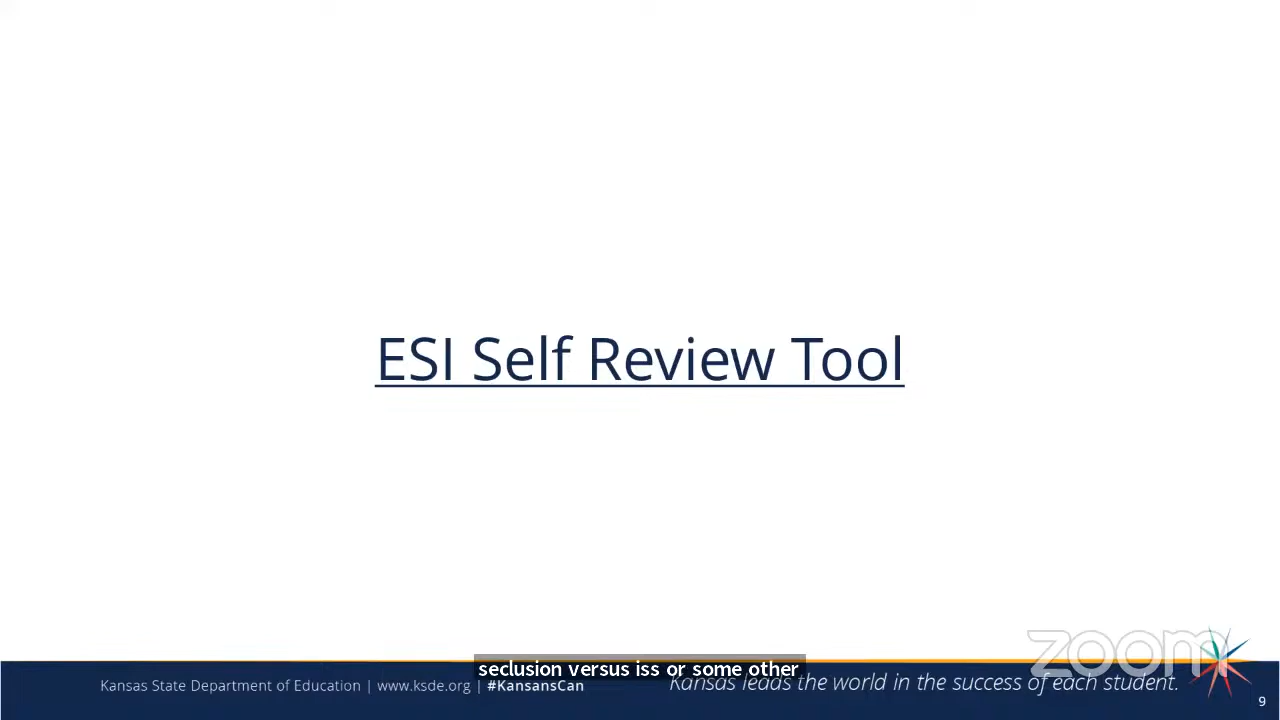 ESI Self Review Tool
zoom
seclusion versus iss or some other
Kansas State Department of Education | www.ksde.org | #KansansCan
Kansas leads the world in the success of each student.
9